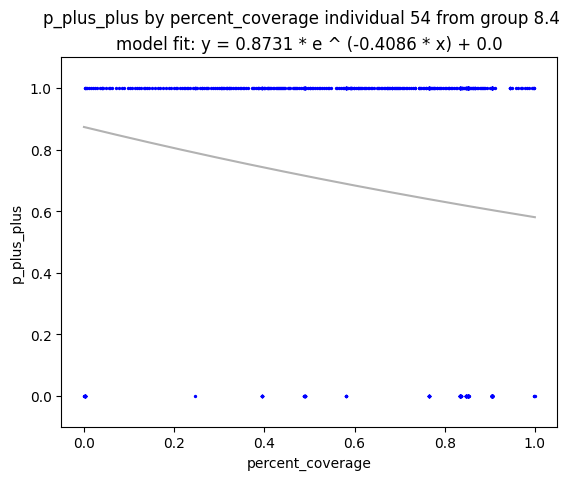 p_plus_plus by percent_coverage individual 54 from group 8.4
model fit: y = 0.8731 * e ^ (-0.4086 * x) + 0.0
1.0
0.8
0.6
0.4
0.2
0.0
p_plus_plus
0.0 0.2 0.4 0.6 0.8 1.0
percent_coverage